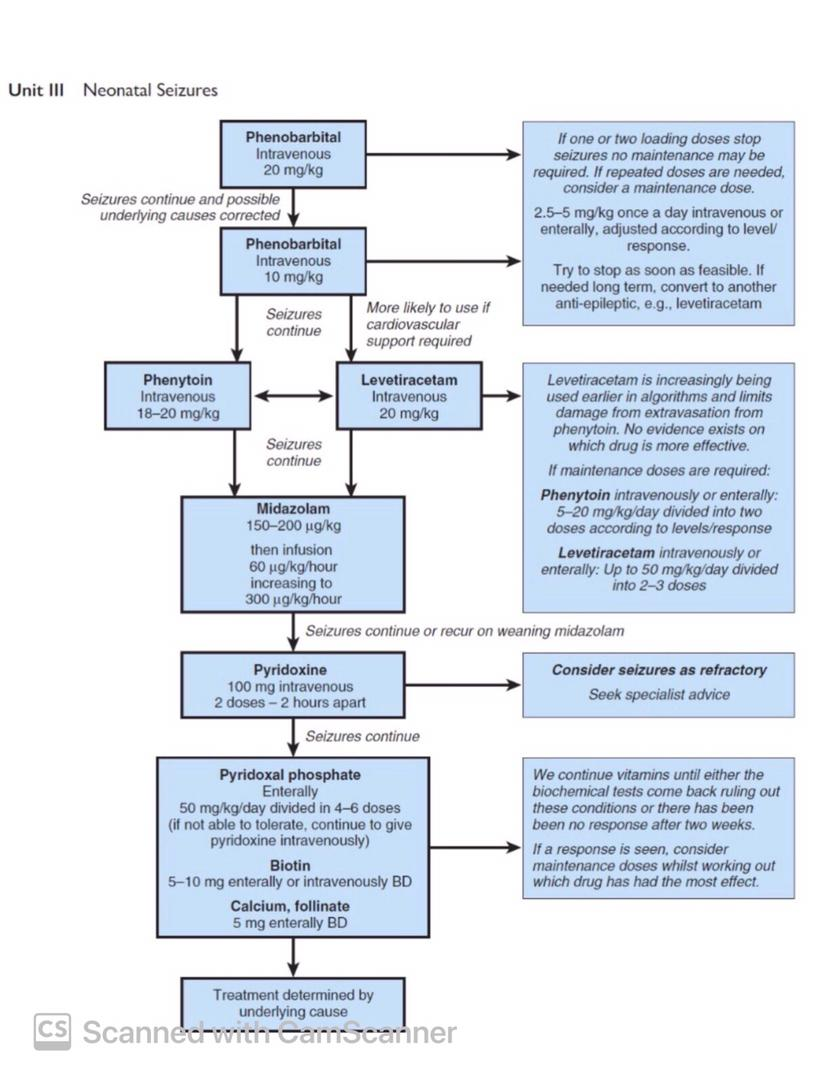 Unit III Neonatal Seizures
Phenobarbital
Intravenous
20 mg/kg
If one or two loading doses stop
seizures no maintenance may be
required. If repeated doses are needed,
consider a maintenance dose.
2.5–5 mg/kg once a day intravenous or
enterally, adjusted according to level/
response.
Try to stop as soon as feasible. If
needed long term, convert to another
anti-epileptic, e.g., levetiracetam
Seizures continue and possible
underlying causes corrected
Phenobarbital
Intravenous
10 mg/kg
Seizures
continue
More likely to use if
cardiovascular
support required
Phenytoin
Intravenous
18–20 mg/kg
Levetiracetam
Intravenous
20 mg/kg
Levetiracetam is increasingly being
used earlier in algorithms and limits
damage from extravasation from
phenytoin. No evidence exists on
which drug is more effective.
If maintenance doses are required:
Phenytoin intravenously or enterally:
5–20 mg/kg/day divided into two
doses according to levels/response
Levetiracetam intravenously or
enterally: Up to 50 mg/kg/day divided
into 2–3 doses
Seizures
continue
Midazolam
150–200 µg/kg
then infusion
60 µg/kg/hour
increasing to
300 µg/kg/hour
Seizures continue or recur on weaning midazolam
Pyridoxine
100 mg intravenous
2 doses – 2 hours apart
Consider seizures as refractory
Seek specialist advice
Seizures continue
Pyridoxal phosphate
Enterally
50 mg/kg/day divided in 4–6 doses
(if not able to tolerate, continue to give
pyridoxine intravenously)
Biotin
5–10 mg enterally or intravenously BD
Calcium, follinate
5 mg enterally BD
We continue vitamins until either the
biochemical tests come back ruling out
these conditions or there has been
been no response after two weeks.
If a response is seen, consider
maintenance doses whilst working out
which drug has had the most effect.
Treatment determined by
underlying cause
CS Scanned with CamScanner